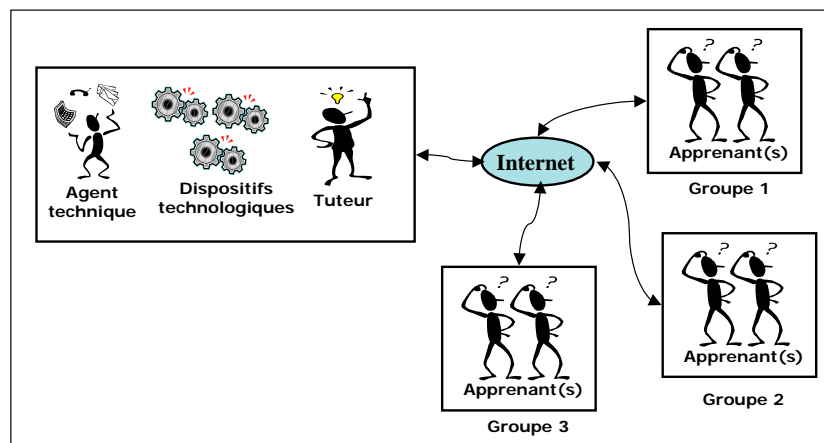 Agent
technique
Dispositifs
technologiques
Tuteur
Internet
?
?
Apprenant(s)
Groupe 1
?
?
Apprenant(s)
Groupe 2
?
?
Apprenant(s)
Groupe 3